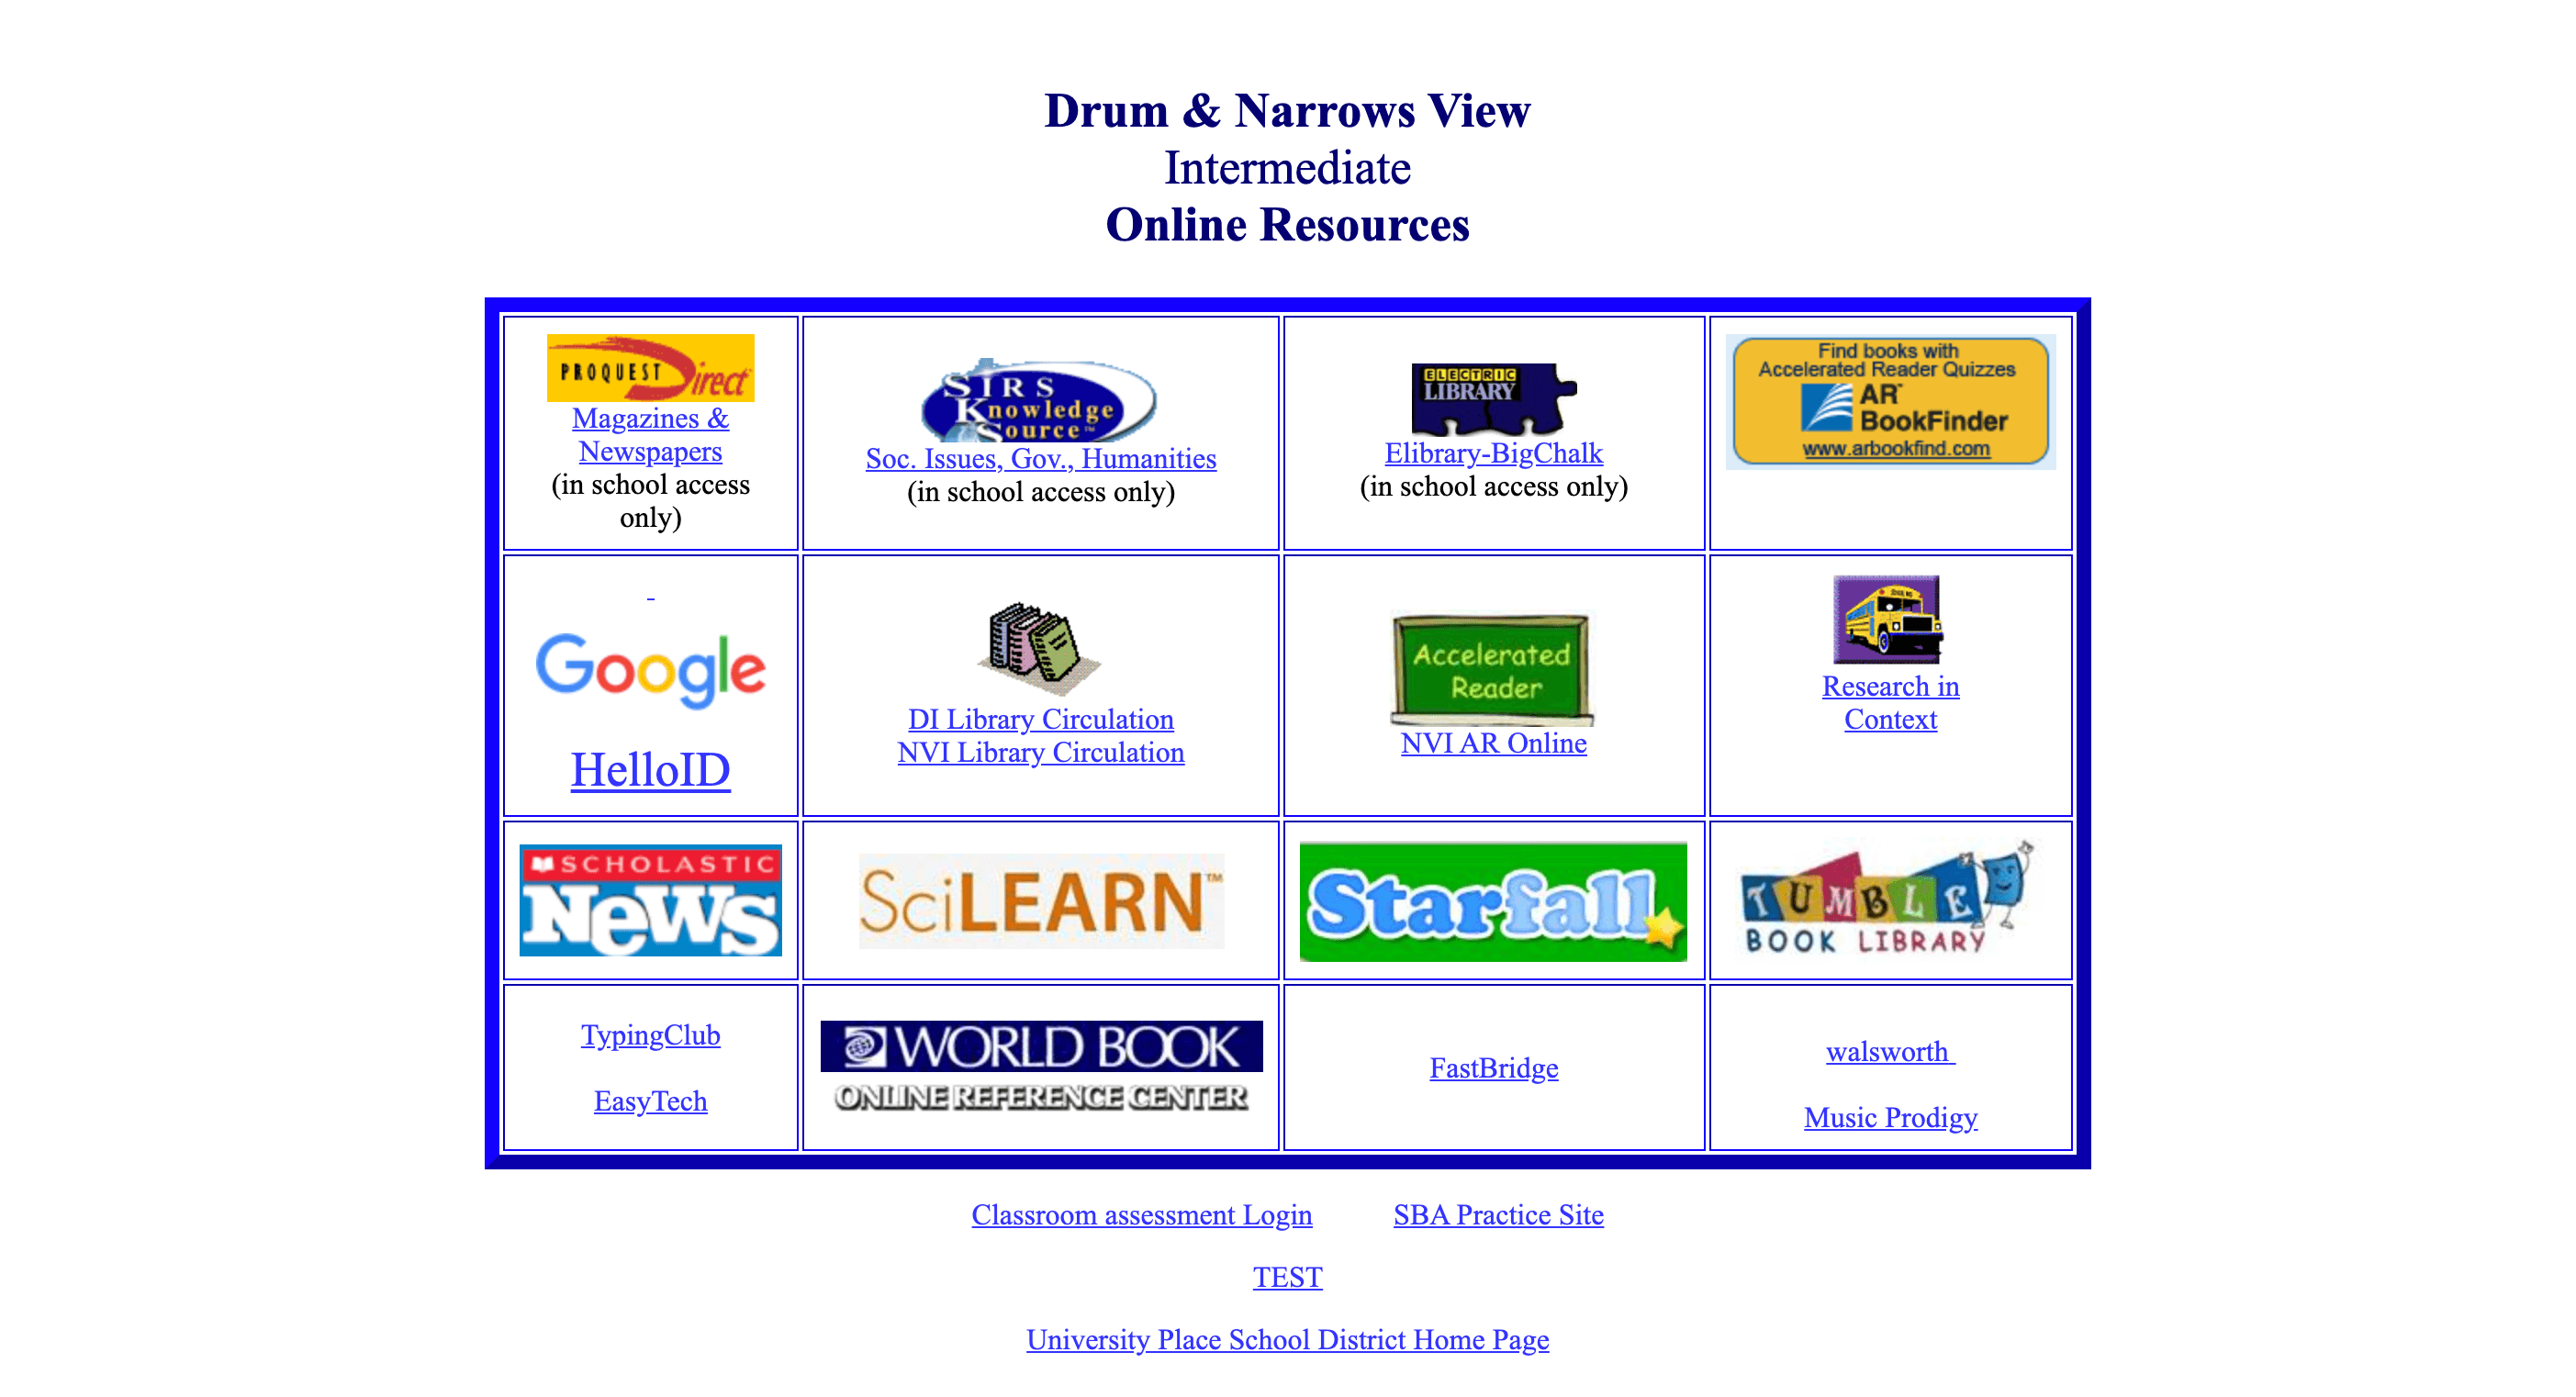 Drum & Narrows View
Intermediate
Online Resources
PROQUEST Direct
Magazines &
Newspapers
(in school access
only)
SIRS
Knowledge
Source™
Soc. Issues, Gov., Humanities
(in school access only)
ELECTRIC
LIBRARY
Elibrary-BigChalk
(in school access only)
Find books with
Accelerated Reader Quizzes
AR™
BookFinder
www.arbookfind.com
Google
HelloID
DI Library Circulation
NVI Library Circulation
Accelerated
Reader
NVI AR Online
Research in
Context
SCHOLASTIC
NeWS
SciLEARN™
Starfall
TUMBLE
BOOK LIBRARY
TypingClub
EasyTech
WORLD BOOK
ONLINE REFERENCE CENTER
FastBridge
walsworth
Music Prodigy
Classroom assessment Login SBA Practice Site
TEST
University Place School District Home Page